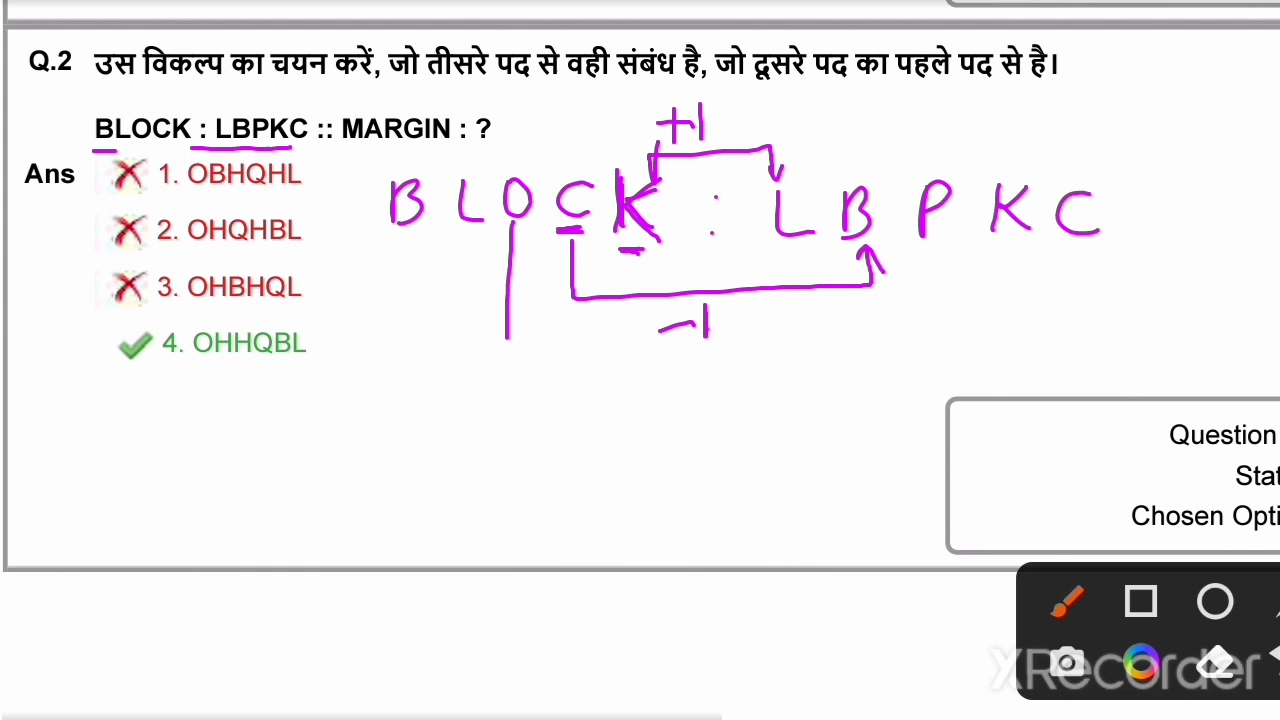 Q.2 उस विकल्प का चयन करें, जो तीसरे पद से वही संबंध है, जो दूसरे पद का पहले पद से है।
BLOCK : LBPKC :: MARGIN : ?
Ans 1. OBHQHL
2. OHQHBL
3. OHBHQL
4. OHHQBL
+1
B L O C K : L B P K C
-1
Question
Stat
Chosen Opti
XRecorder